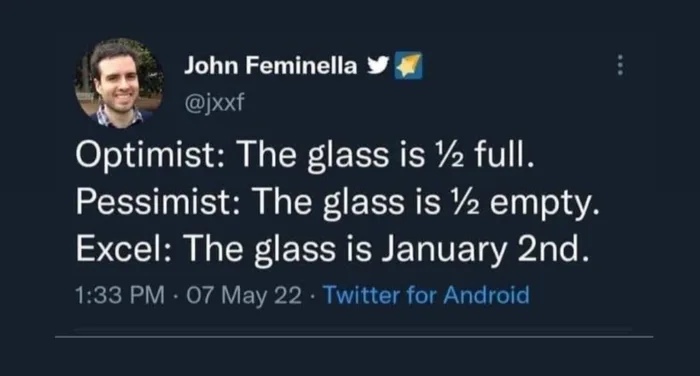 John Feminella
@jxxf
Optimist: The glass is ½ full.
Pessimist: The glass is ½ empty.
Excel: The glass is January 2nd.
1:33 PM · 07 May 22 · Twitter for Android